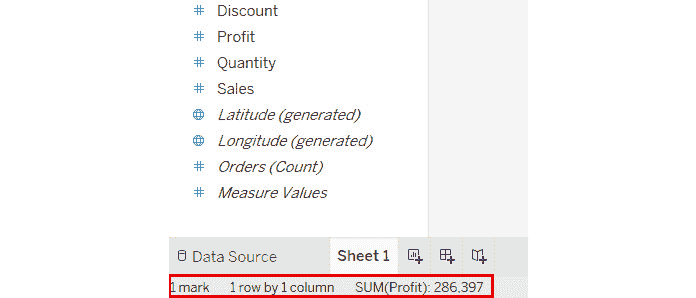 Discount
Profit
Quantity
Sales
Latitude (generated)
Longitude (generated)
Orders (Count)
Measure Values
Data Source Sheet 1
1 mark 1 row by 1 column SUM(Profit): 286,397